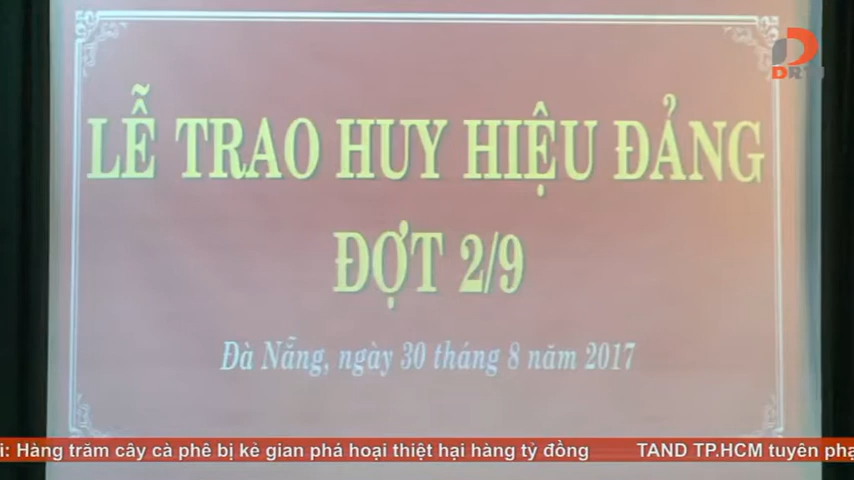 LỄ TRAO HUY HIỆU ĐẢNG
ĐỢT 2/9
Đà Nẵng, ngày 30 tháng 8 năm 2017
Hàng trăm cây cà phê bị kẻ gian phá hoại thiệt hại hàng tỷ đồng TAND TP.HCM tuyên